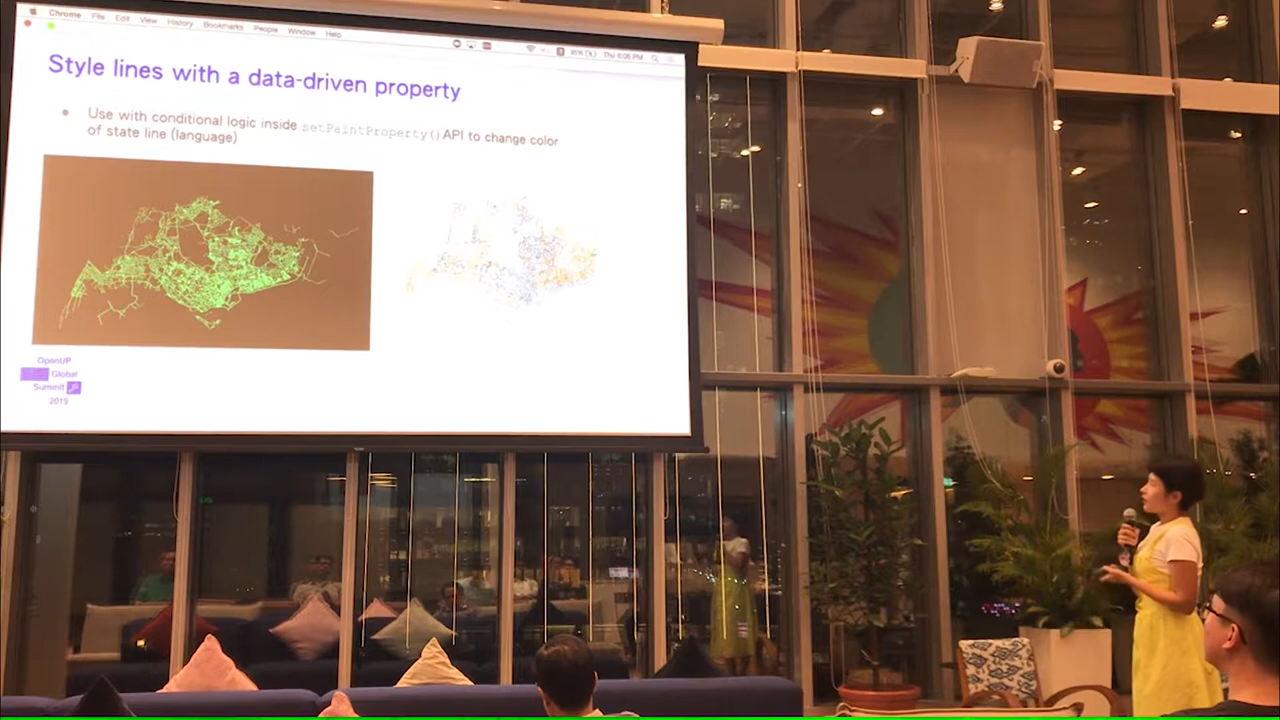 Chrome File Edit View History Bookmarks People Window Help
Style lines with a data-driven property
Use with conditional logic inside setPaintProperty() API to change color
of state line (language)
OpenUP
Global
Summit
2019